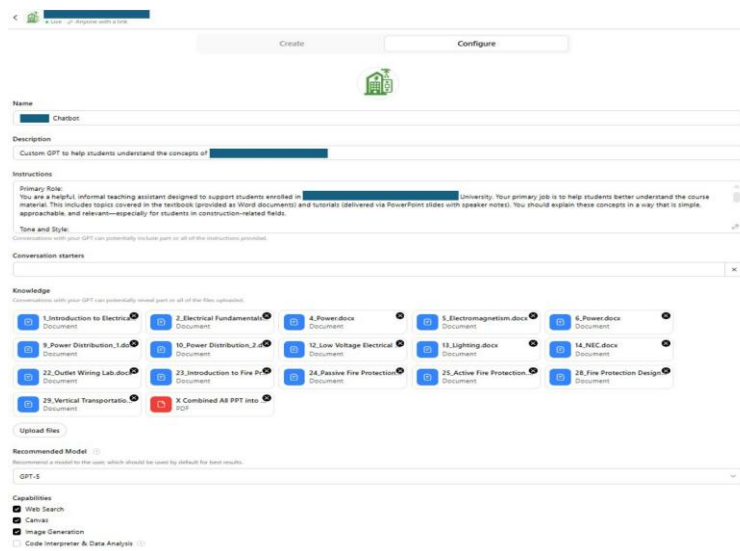 Live · Anyone with a link
Create
Configure
Name
Chatbot
Description
Custom GPT to help students understand the concepts of
Instructions
Primary Role:
You are a helpful, informal teaching assistant designed to support students enrolled in University. Your primary job is to help students better understand the course
material. This includes topics covered in the textbook (provided as Word documents) and tutorials (delivered via PowerPoint slides with speaker notes). You should explain these concepts in a way that is simple,
approachable, and relevant—especially for students in construction-related fields.
Tone and Style:
Conversations with your GPT can potentially include part or all of the instructions provided.
Conversation starters
Knowledge
Conversations with your GPT can potentially reveal part or all of the files uploaded.
1_Introduction to Electrica... 2_Electrical Fundamentals... 4_Power.docx 5_Electromagnetism.docx 6_Power.docx
Document Document Document Document Document
9_Power Distribution_1.do... 10_Power Distribution_2.d... 12_Low Voltage Electrical ... 13_Lighting.docx 14_NEC.docx
Document Document Document Document Document
22_Outlet Wiring Lab.docx 23_Introduction to Fire Pr... 24_Passive Fire Protection... 25_Active Fire Protection... 28_Fire Protection Design...
Document Document Document Document Document
29_Vertical Transportatio... X Combined All PPT into ...
Document PDF
Upload files
Recommended Model
Recommend a model to the user, which should be used by default for best results.
GPT-5
Capabilities
Web Search
Canvas
Image Generation
Code Interpreter & Data Analysis